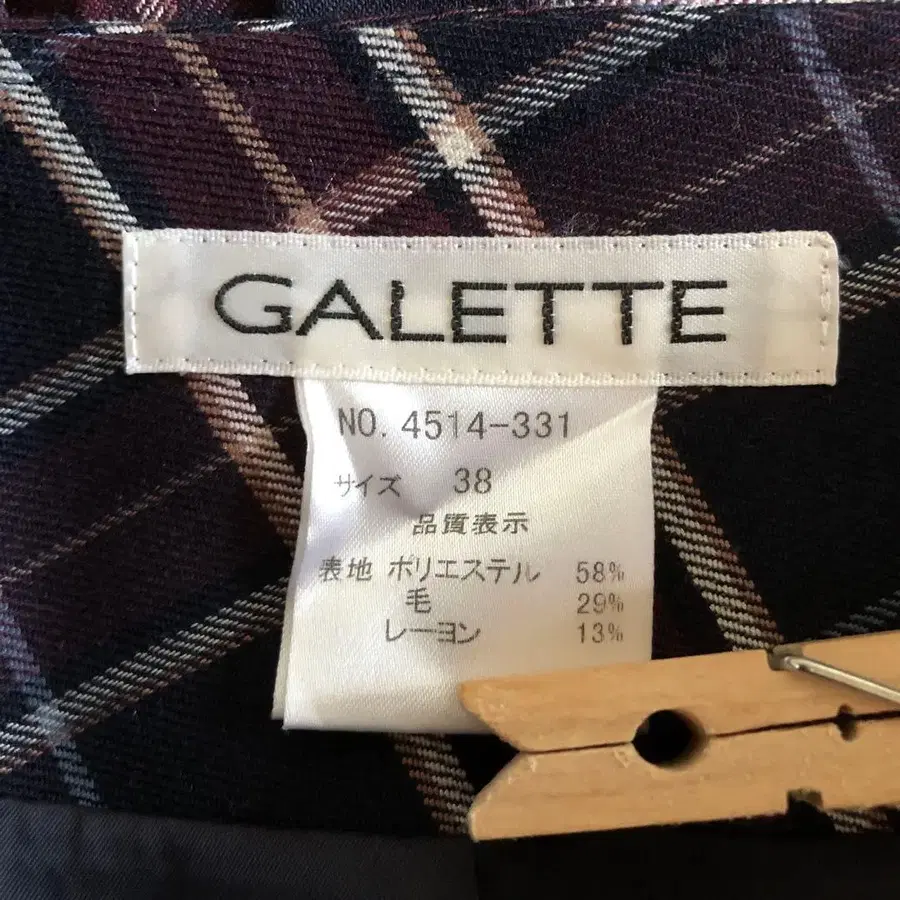 GALETTE
NO. 4514-331
サイズ 38
品質表示
表地 ポリエステル 58%
毛 29%
レーヨン 13%